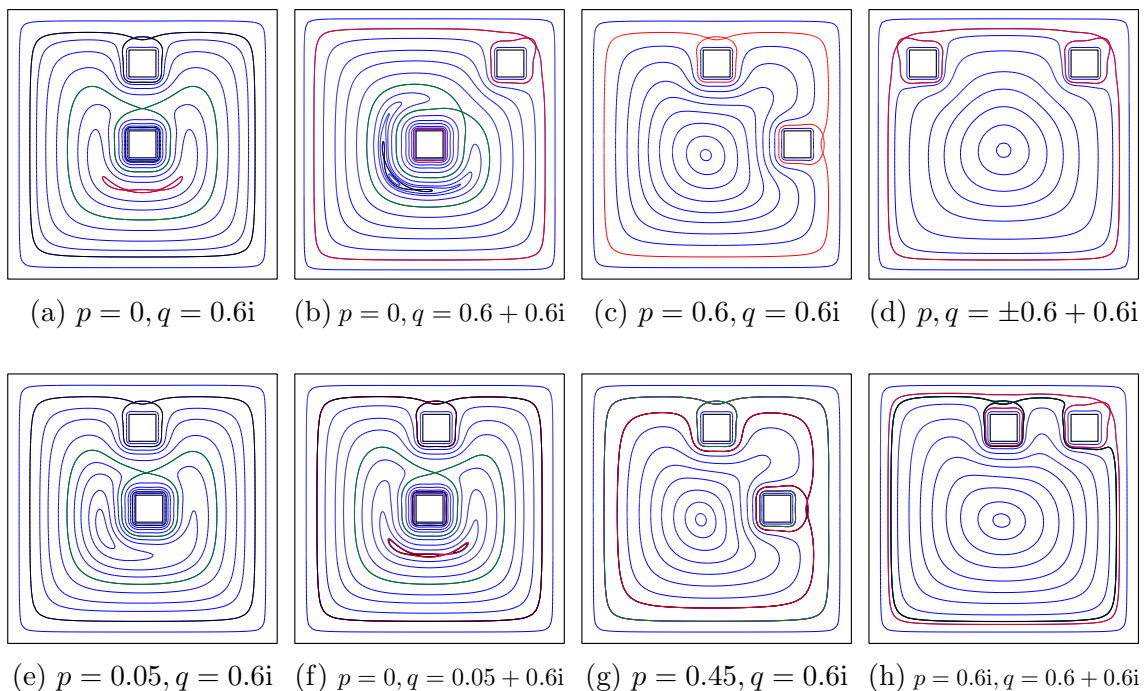 (a) p = 0, q = 0.6i
(b) p = 0, q = 0.6 + 0.6i
(c) p = 0.6, q = 0.6i
(d) p, q = ±0.6 + 0.6i
(e) p = 0.05, q = 0.6i
(f) p = 0, q = 0.05 + 0.6i
(g) p = 0.45, q = 0.6i
(h) p = 0.6i, q = 0.6 + 0.6i